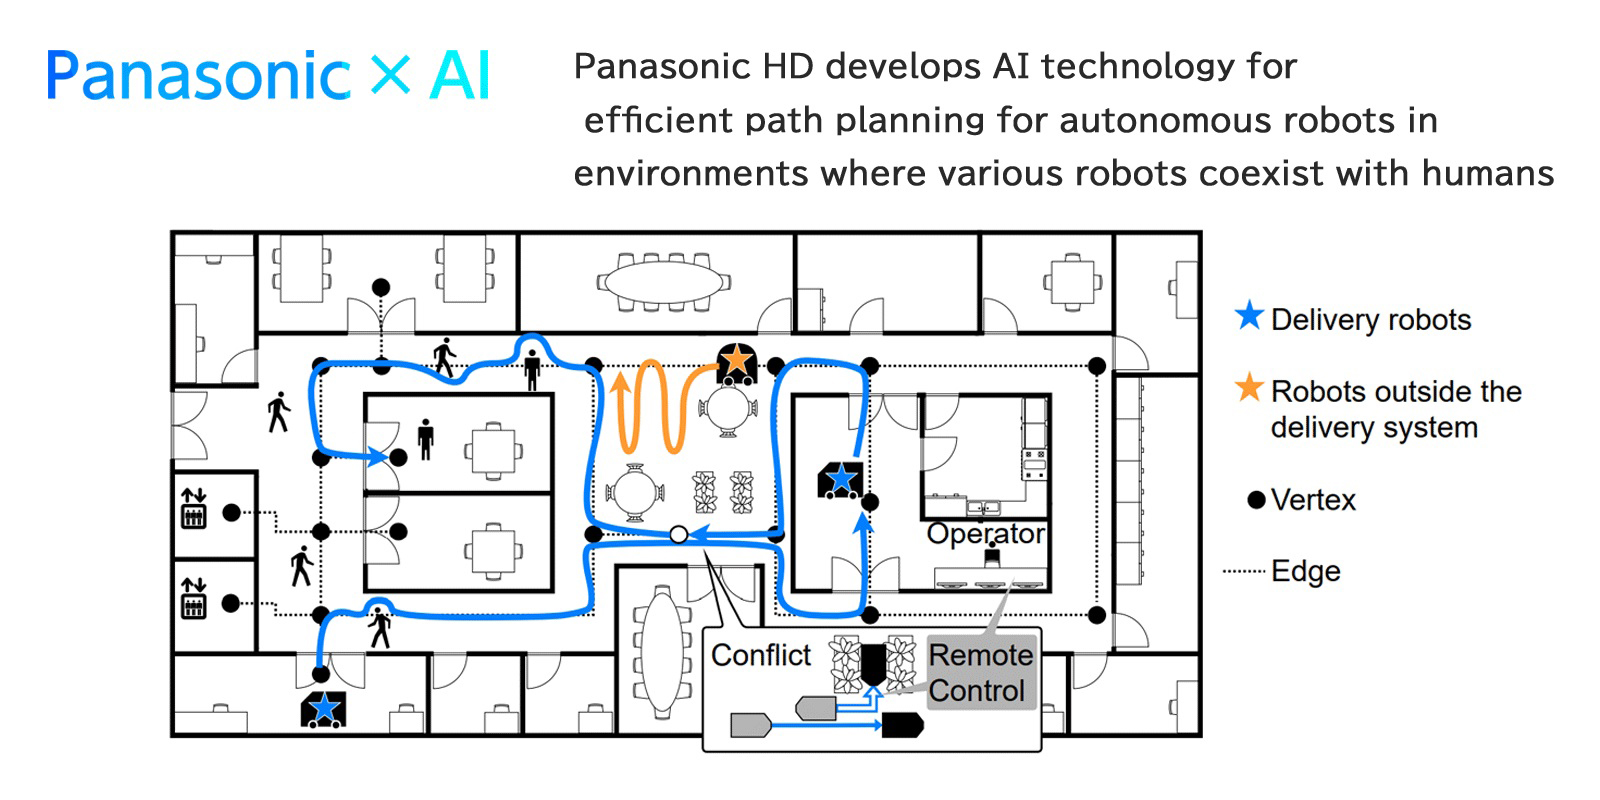 Panasonic × AI
Panasonic HD develops AI technology for
efficient path planning for autonomous robots in
environments where various robots coexist with humans
Delivery robots
Robots outside the
delivery system
Vertex
Edge
Operator
Conflict
Remote
Control